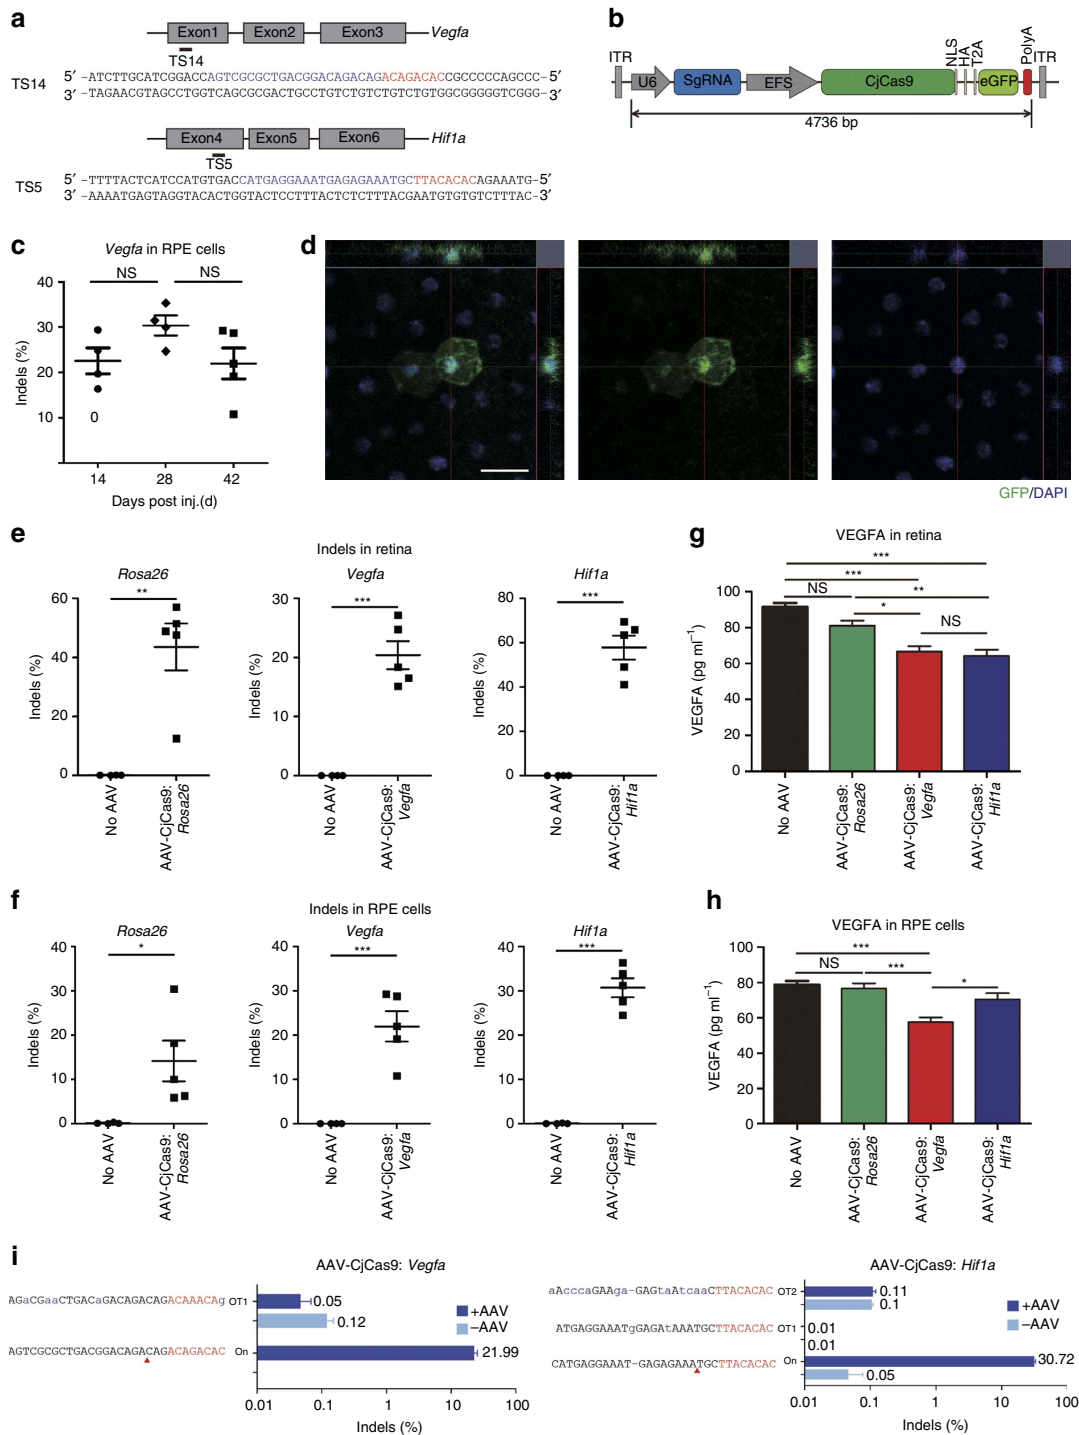 a
Exon1 Exon2 Exon3 Vegfa
TS14
TS14 5′ -ATCTTGCATCGGACCAGTCGCGCTGACGGACAGACAGACAGACACCGCCCCCAGCCC- 5′
3′ -TAGAACGTAGCCTGGTCAGCGCGACTGCCTGTCTGTCTGTCTGTGGCGGGGGTCGGG- 3′
Exon4 Exon5 Exon6 Hif1a
TS5
TS5 5′ -TTTTACTCATCCATGTGACCATGAGGAAATGAGAGAAATGCTTACACACAGAAATG-5′
3′ -AAAATGAGTAGGTACACTGGTACTCCTTTACTCTCTTTACGAATGTGTGTCTTTAC-3′
b
ITR U6 SgRNA EFS CjCas9 NLS HA T2A eGFP PolyA ITR
4736 bp
c
Vegfa in RPE cells
NS NS
Indels (%)
40
30
20
10
0
14 28 42
Days post inj.(d)
d
GFP/DAPI
e
Indels in retina
Rosa26
**
Indels (%)
60
40
20
0
No AAV
AAV-CjCas9: Rosa26
Vegfa
***
Indels (%)
30
20
10
0
No AAV
AAV-CjCas9: Vegfa
Hif1a
***
Indels (%)
80
60
40
20
0
No AAV
AAV-CjCas9: Hif1a
g
VEGFA in retina
***
***
NS **
*
NS
VEGFA (pg ml−1)
100
80
60
40
20
0
No AAV
AAV-CjCas9: Rosa26
AAV-CjCas9: Vegfa
AAV-CjCas9: Hif1a
f
Indels in RPE cells
Rosa26
*
Indels (%)
40
30
20
10
0
No AAV
AAV-CjCas9: Rosa26
Vegfa
***
Indels (%)
40
30
20
10
0
No AAV
AAV-CjCas9: Vegfa
Hif1a
***
Indels (%)
40
30
20
10
0
No AAV
AAV-CjCas9: Hif1a
h
VEGFA in RPE cells
***
NS ***
*
VEGFA (pg ml−1)
100
80
60
40
20
0
No AAV
AAV-CjCas9: Rosa26
AAV-CjCas9: Vegfa
AAV-CjCas9: Hif1a
i
AAV-CjCas9: Vegfa
AGaCGaaCTGACaGACAGACAGACAAACAg OT1 0.05
0.12
+AAV
−AAV
AGTCGCGCTGACGGACAGACAGACAGACAC On 21.99
0.01 0.1 1 10 100
Indels (%)
AAV-CjCas9: Hif1a
aAcccaGAAga-GAGtaAtcaaCTTACACAC OT2 0.11
0.1
+AAV
−AAV
ATGAGGAAATgGAGAtAAATGCTTACACAC OT1 0.01
0.01
CATGAGGAAAT-GAGAGAAATGCTTACACAC On 30.72
0.05
0.01 0.1 1 10 100
Indels (%)